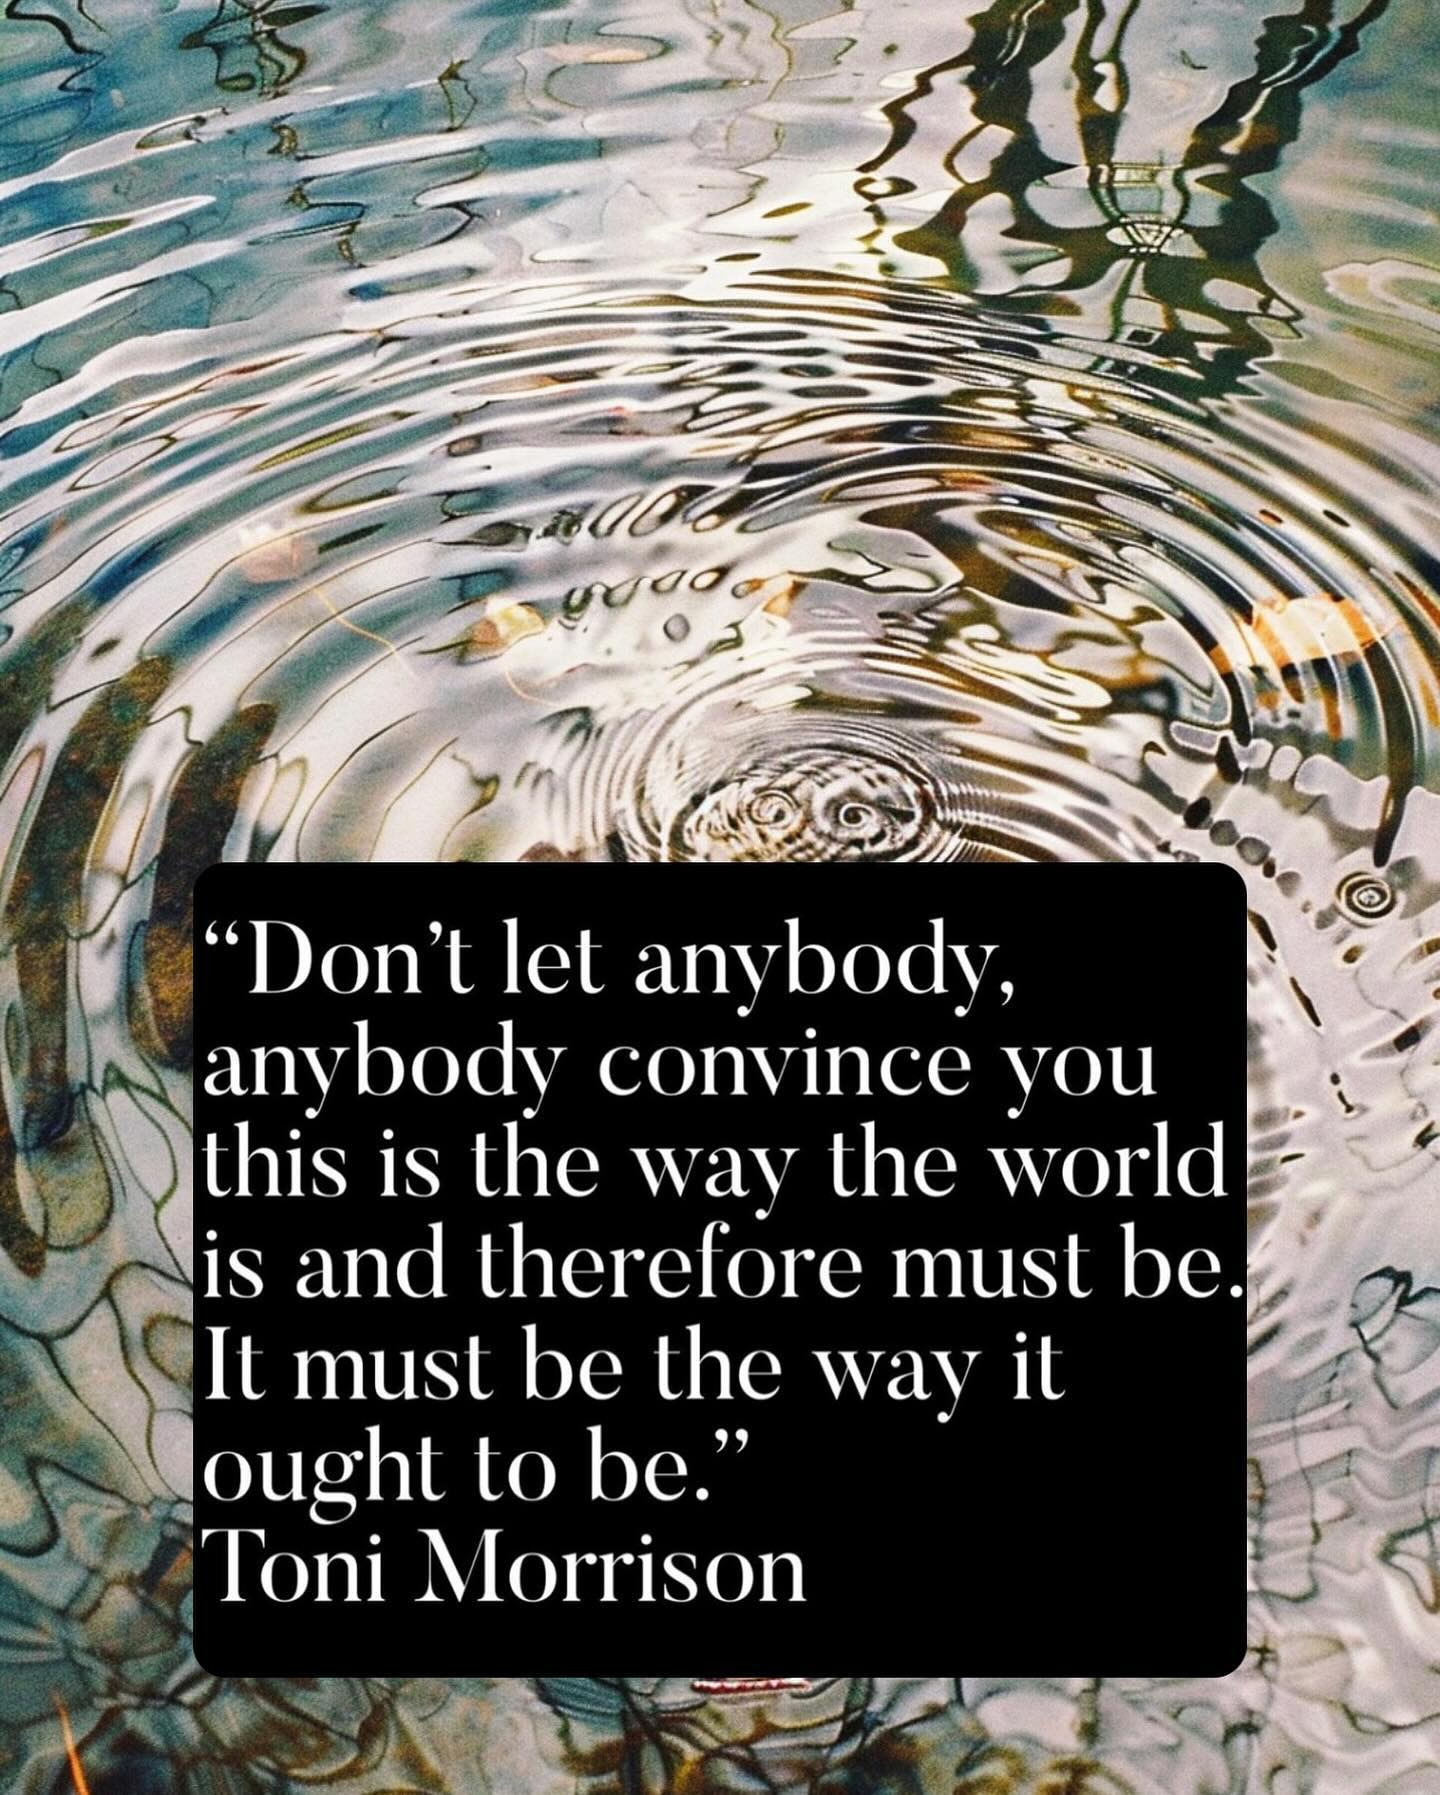 “Don’t let anybody,
anybody convince you
this is the way the world
is and therefore must be.
It must be the way it
ought to be.”
Toni Morrison